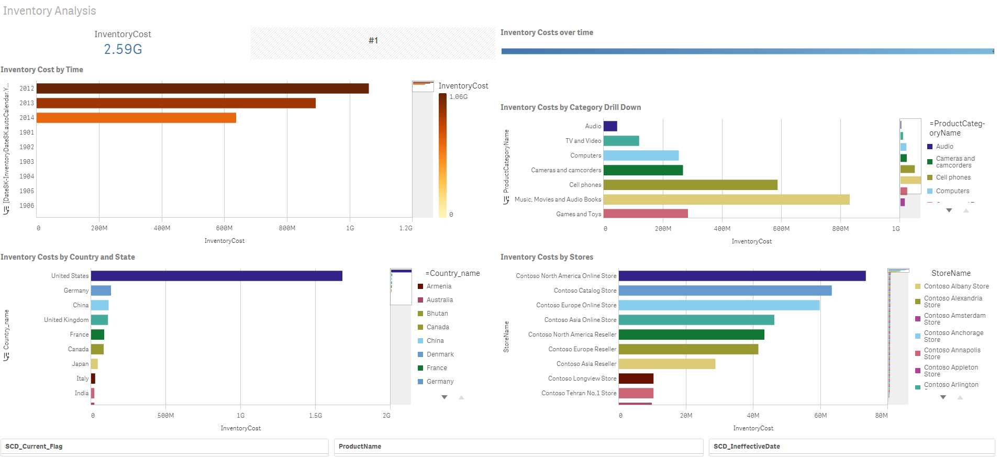 Inventory Analysis
InventoryCost
2.59G
#1
Inventory Costs over time
Inventory Cost by Time
[DateSK-InventoryDateSK.autoCalendar.Y...
2012
2013
2014
1901
1902
1903
1904
1905
1906
0 200M 400M 600M 800M 1G 1.2G
InventoryCost
InventoryCost
1.06G
0
Inventory Costs by Category Drill Down
ProductCategoryName
Audio
TV and Video
Computers
Cameras and camcorders
Cell phones
Music, Movies and Audio Books
Games and Toys
0 200M 400M 600M 800M 1G
InventoryCost
=ProductCateg-
oryName
Audio
Cameras and
camcorders
Cell phones
Computers
Inventory Costs by Country and State
Country_name
United States
Germany
China
United Kingdom
France
Canada
Japan
Italy
India
0 500M 1G 1.5G 2G
InventoryCost
=Country_name
Armenia
Australia
Bhutan
Canada
China
Denmark
France
Germany
Inventory Costs by Stores
StoreName
Contoso North America Online Store
Contoso Catalog Store
Contoso Europe Online Store
Contoso Asia Online Store
Contoso North America Reseller
Contoso Europe Reseller
Contoso Asia Reseller
Contoso Longview Store
Contoso Tehran No.1 Store
0 20M 40M 60M 80M
InventoryCost
StoreName
Contoso Albany Store
Contoso Alexandria
Store
Contoso Amsterdam
Store
Contoso Anchorage
Store
Contoso Annapolis
Store
Contoso Appleton
Store
Contoso Arlington
SCD_Current_Flag
ProductName
SCD_IneffectiveDate